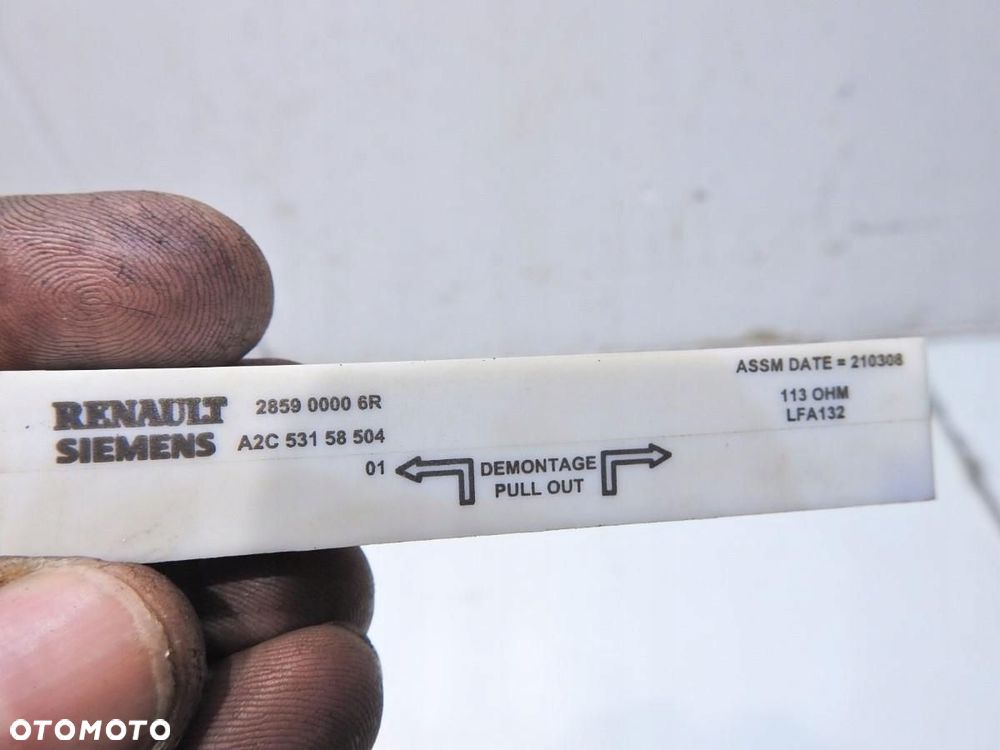 RENAULT 2859 0000 6R
SIEMENS A2C 531 58 504
01
DEMONTAGE
PULL OUT
ASSM DATE = 210308
113 OHM
LFA132
OTOMOTO